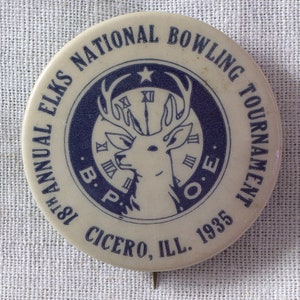 18TH ANNUAL ELKS NATIONAL BOWLING TOURNAMENT
CICERO, ILL. 1935
B. P. O. E.